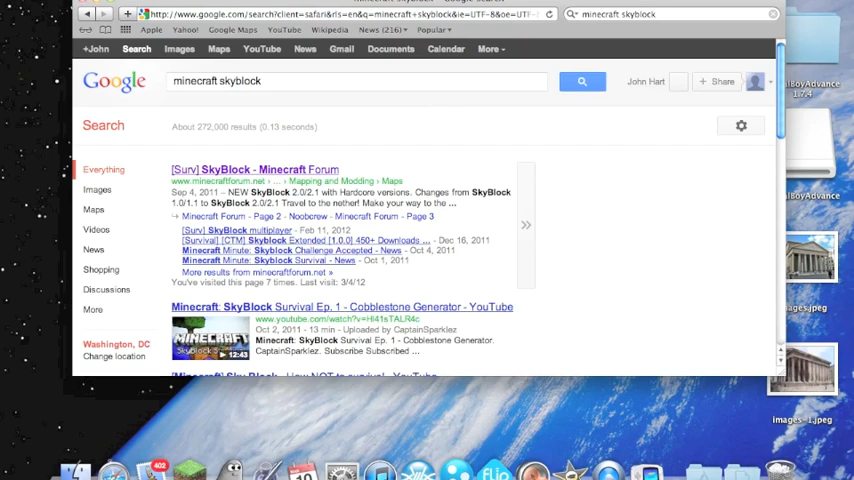 http://www.google.com/search?client=safari&rls=en&q=minecraft+skyblock&ie=UTF-8&oe=UTF-
minecraft skyblock
Apple Yahoo! Google Maps YouTube Wikipedia News (216) Popular
+John Search Images Maps YouTube News Gmail Documents Calendar More
Google
minecraft skyblock
John Hart
+ Share
Search
About 272,000 results (0.13 seconds)
Everything
Images
Maps
Videos
News
Shopping
Discussions
More
Washington, DC
Change location
[Surv] SkyBlock - Minecraft Forum
www.minecraftforum.net › ... › Mapping and Modding › Maps
Sep 4, 2011 – NEW SkyBlock 2.0/2.1 with Hardcore versions. Changes from SkyBlock
1.0/1.1 to SkyBlock 2.0/2.1. Travel to the nether! Make your way to the ...
Minecraft Forum - Page 2 - Noobcrew - Minecraft Forum - Page 3
[Surv] SkyBlock multiplayer - Feb 11, 2012
[Survival] [CTM] Skyblock Extended [1.0.0] 450+ Downloads ... - Dec 16, 2011
Minecraft Minute: Skyblock Challenge Accepted - News - Oct 4, 2011
Minecraft Minute: Skyblock Survival - News - Oct 1, 2011
More results from minecraftforum.net »
You've visited this page 7 times. Last visit: 3/4/12
Minecraft: SkyBlock Survival Ep. 1 - Cobblestone Generator - YouTube
Oct 2, 2011 - 13 min - Uploaded by CaptainSparklez
Minecraft: SkyBlock Survival Ep. 1 - Cobblestone Generator.
CaptainSparklez. Subscribe Subscribed ...
MINECRAFT
12:43
1.7.4
images-1.jpeg
402
10
flip